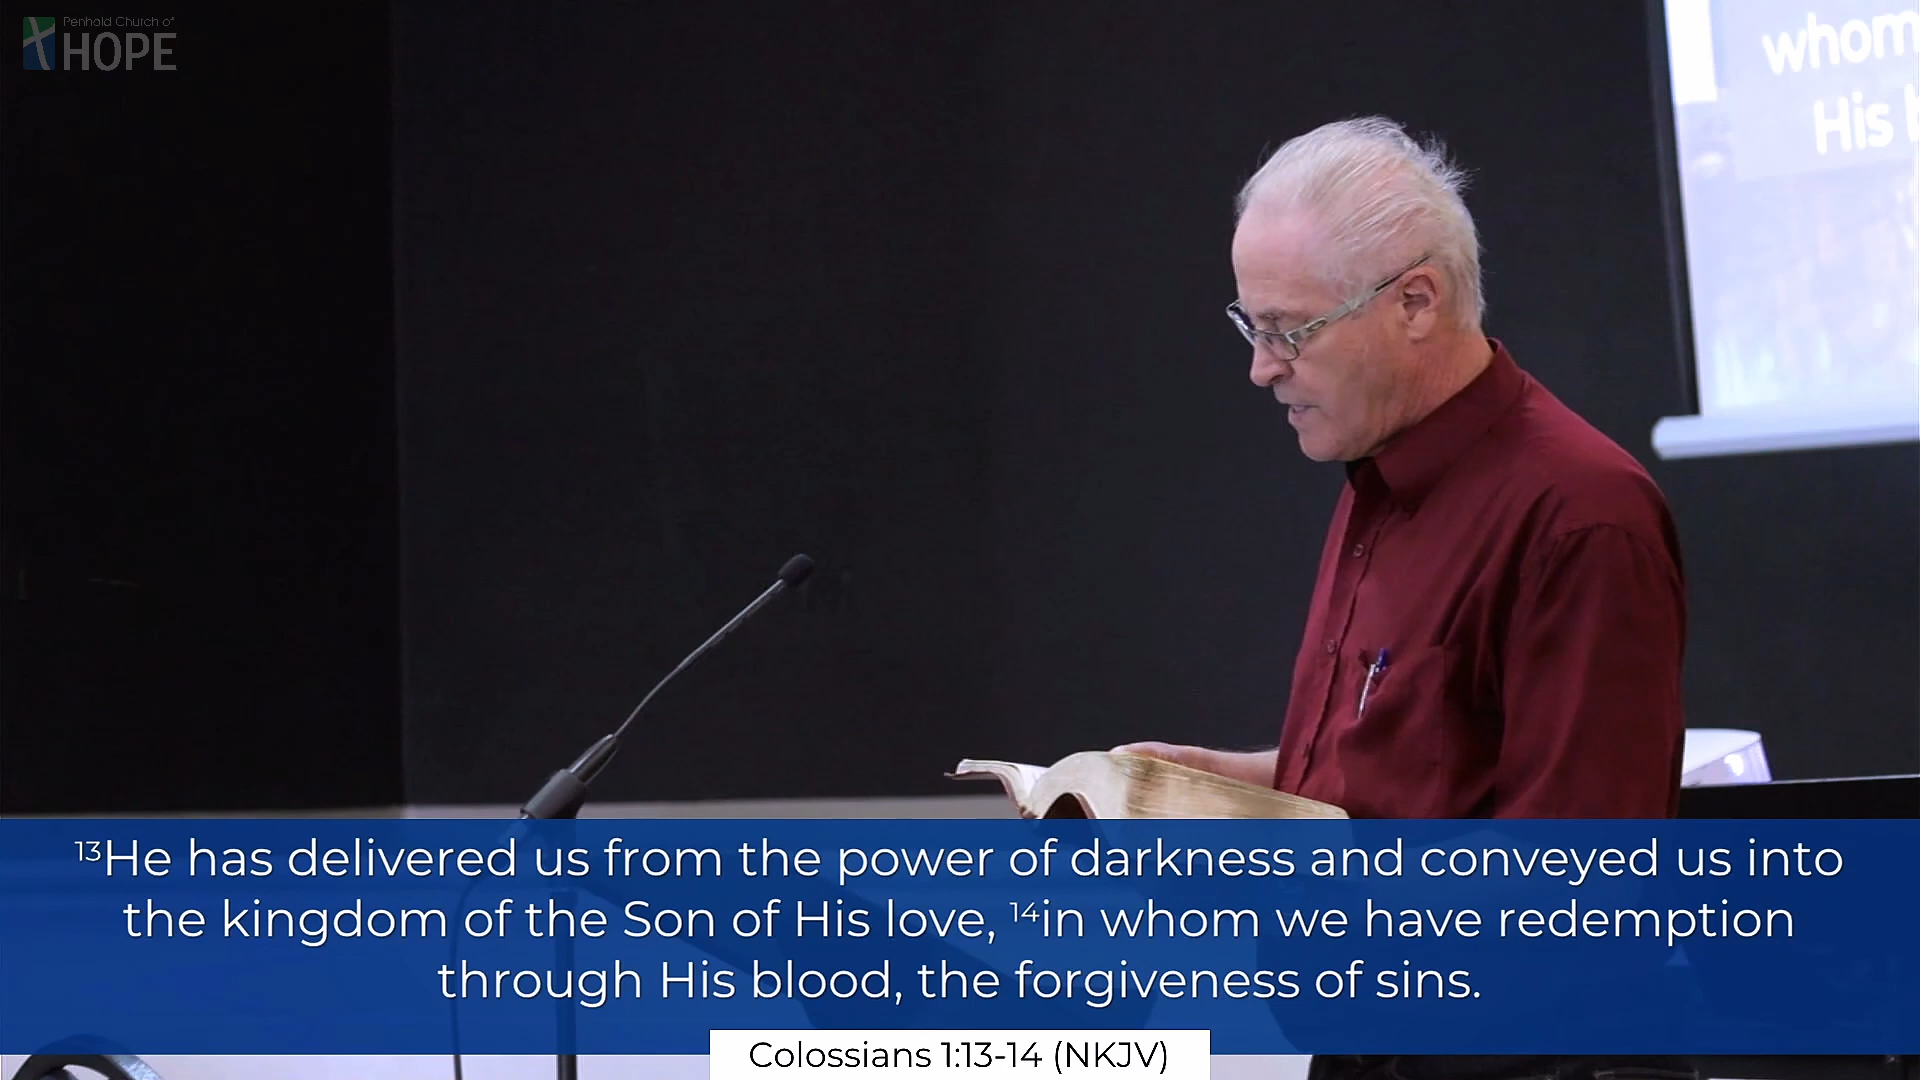 Penhold Church of
HOPE
whom
His
¹³He has delivered us from the power of darkness and conveyed us into
the kingdom of the Son of His love, ¹⁴in whom we have redemption
through His blood, the forgiveness of sins.
Colossians 1:13-14 (NKJV)